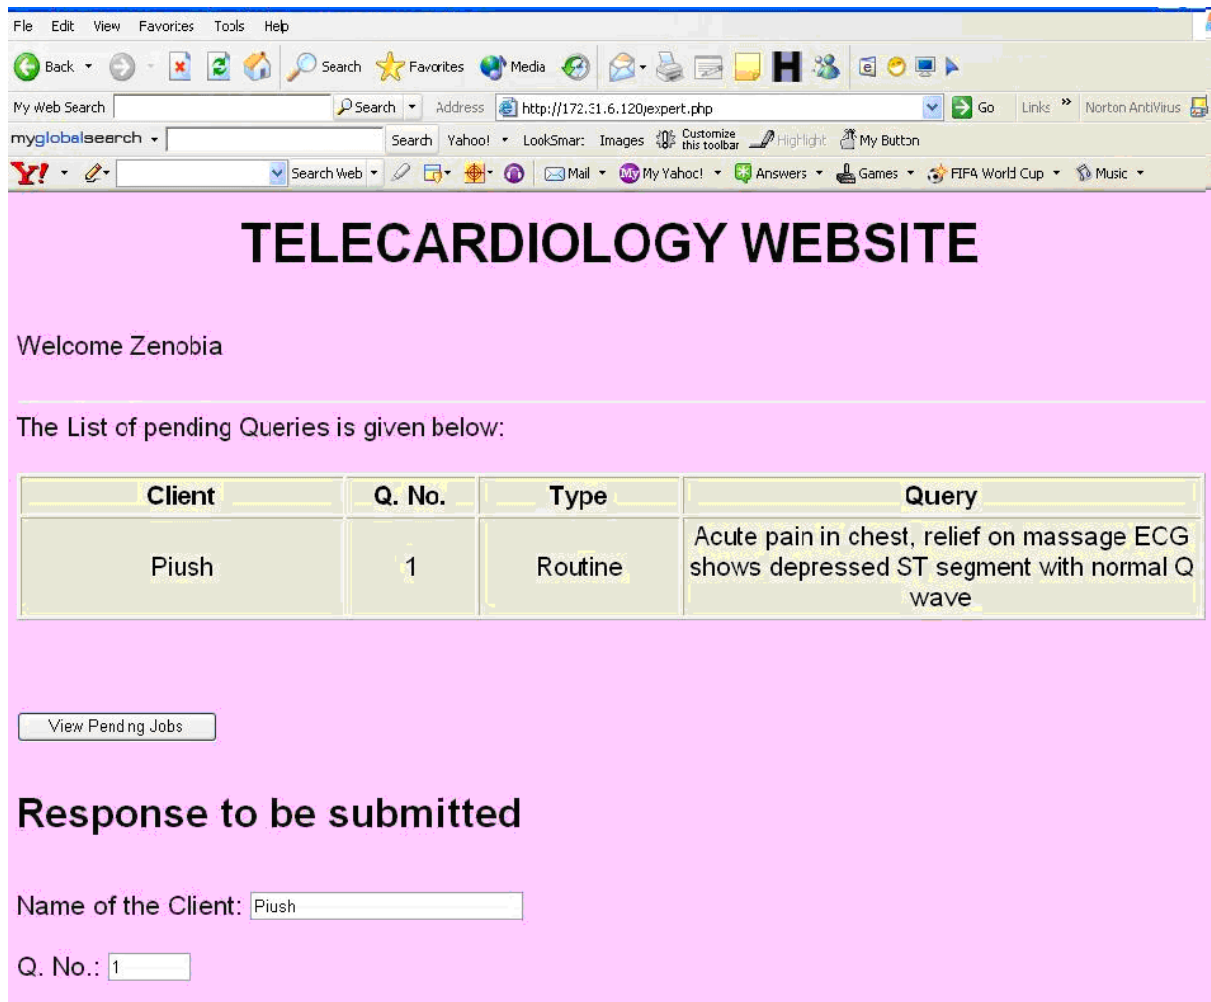 File Edit View Favorites Tools Help
Back Search Favorites Media
My Web Search Search Address http://172.31.6.120/expert.php Go Links » Norton AntiVirus
myglobalsearch Search Yahoo! LookSmart Images Customize this toolbar Highlight My Button
Y! Search Web Mail My Yahoo! Answers Games FIFA World Cup Music
TELECARDIOLOGY WEBSITE
Welcome Zenobia
The List of pending Queries is given below:
Client Q. No. Type Query
Piush 1 Routine Acute pain in chest, relief on massage ECG
shows depressed ST segment with normal Q
wave
View Pending Jobs
Response to be submitted
Name of the Client: Piush
Q. No.: 1